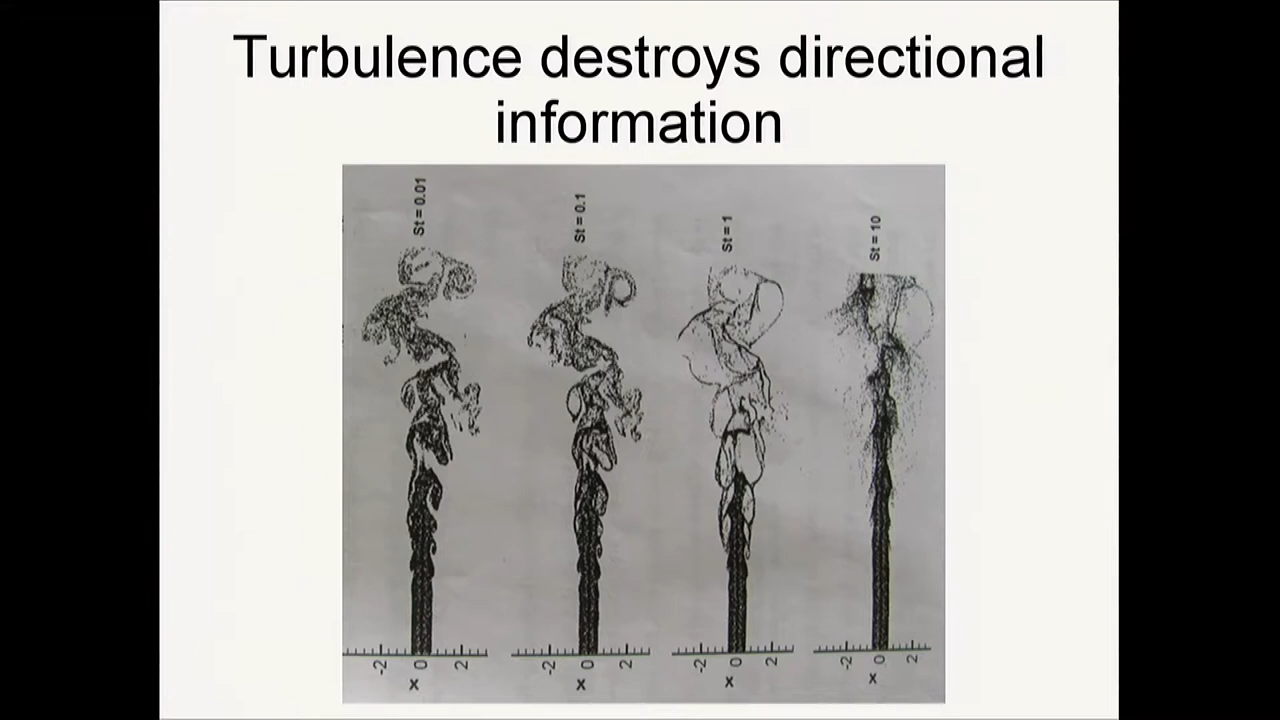 Turbulence destroys directional
information
St = 0.01
St = 0.1
St = 1
St = 10
-2 0 2
x
-2 0 2
x
-2 0 2
x
-2 0 2
x